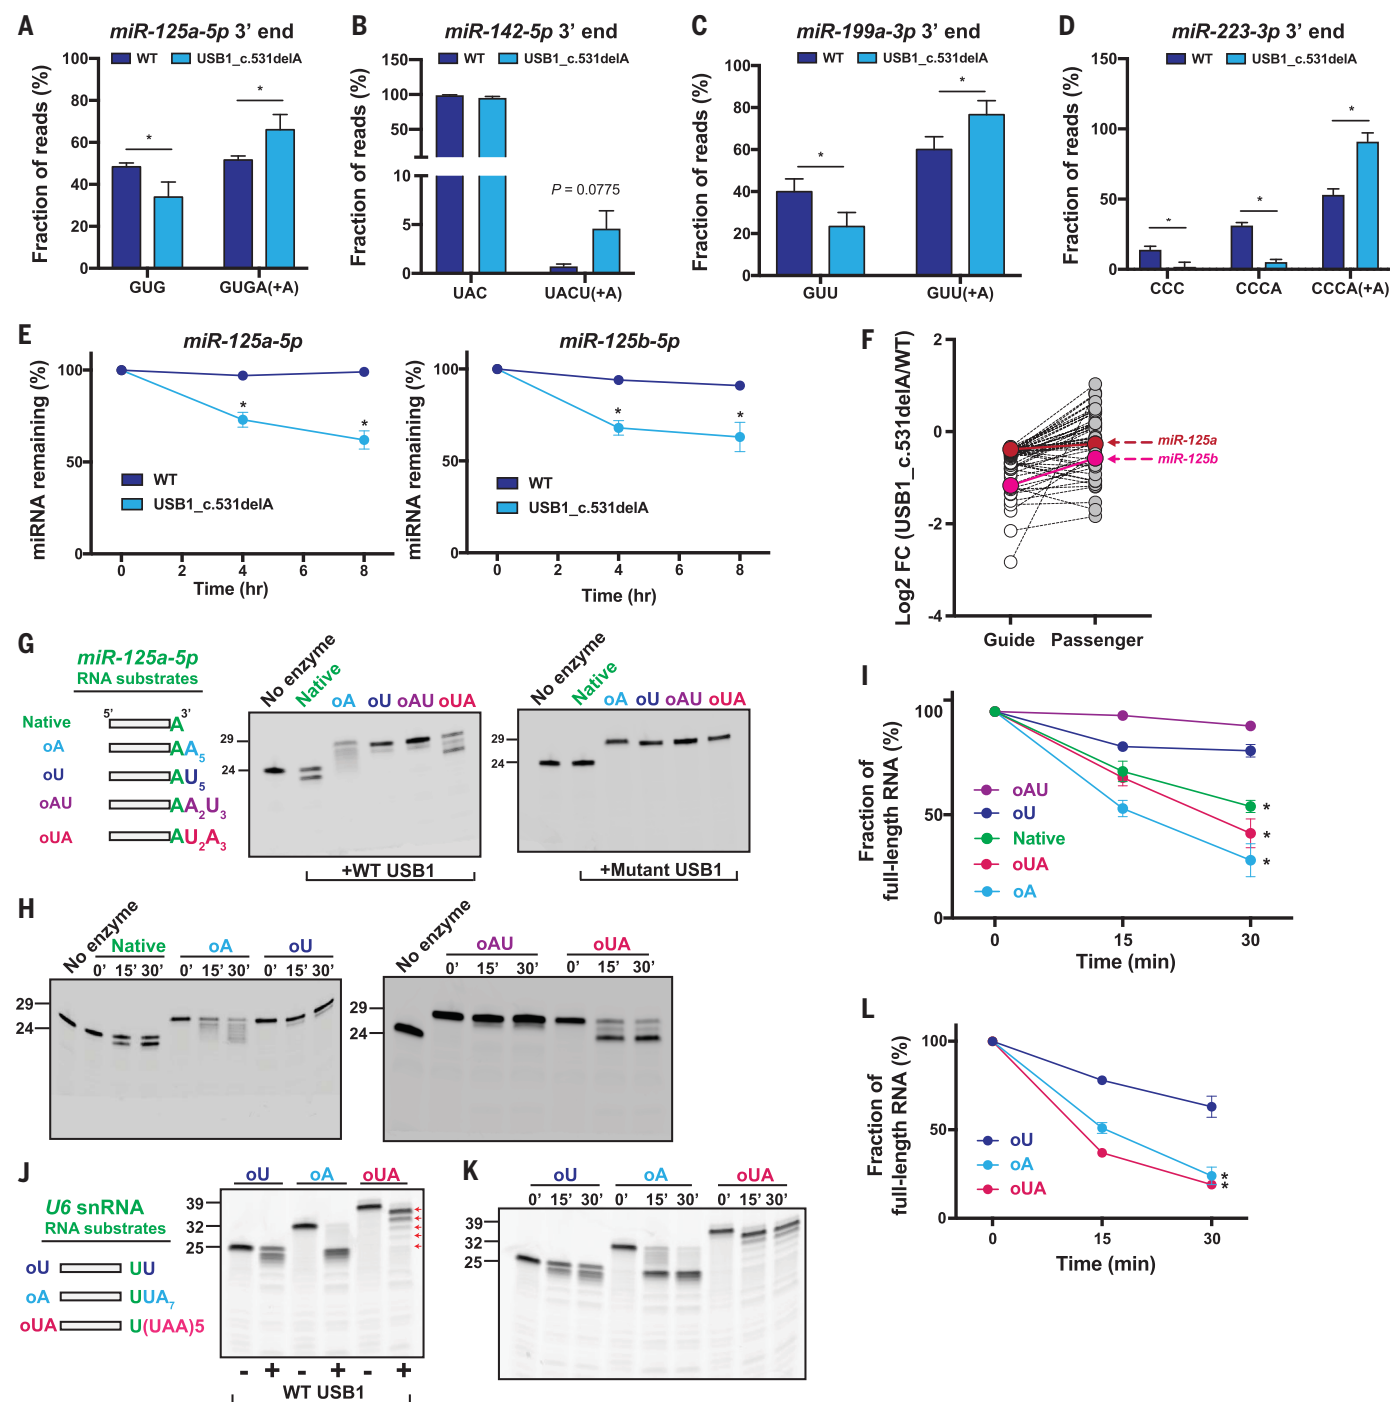 A
miR-125a-5p 3’ end
WT
USB1_c.531delA
Fraction of reads (%)
100
80
60
40
20
0
*
*
GUG
GUGA(+A)
B
miR-142-5p 3’ end
WT
USB1_c.531delA
Fraction of reads (%)
150
100
50
10
5
0
P = 0.0775
UAC
UACU(+A)
C
miR-199a-3p 3’ end
WT
USB1_c.531delA
Fraction of reads (%)
100
80
60
40
20
0
*
*
GUU
GUU(+A)
D
miR-223-3p 3’ end
WT
USB1_c.531delA
Fraction of reads (%)
150
100
50
0
*
*
*
CCC
CCCA
CCCA(+A)
E
miR-125a-5p
miRNA remaining (%)
100
50
0
*
*
WT
USB1_c.531delA
0 2 4 6 8
Time (hr)
miR-125b-5p
miRNA remaining (%)
100
50
0
*
*
WT
USB1_c.531delA
0 2 4 6 8
Time (hr)
F
Log2 FC (USB1_c.531delA/WT)
2
0
-2
-4
miR-125a
miR-125b
Guide Passenger
G
miR-125a-5p
RNA substrates
5’ 3’
Native A
oA AA5
oU AU5
oAU AA2U3
oUA AU2A3
No enzyme
Native
oA oU oAU oUA
29
24
+WT USB1
No enzyme
Native
oA oU oAU oUA
29
24
+Mutant USB1
H
No enzyme
Native oA oU
0’ 15’ 30’ 0’ 15’ 30’ 0’ 15’ 30’
29
24
No enzyme
oAU oUA
0’ 15’ 30’ 0’ 15’ 30’
29
24
I
Fraction of
full-length RNA (%)
100
50
0
oAU
oU
Native
oUA
oA
*
*
*
0 15 30
Time (min)
J
U6 snRNA
RNA substrates
oU UU
oA UUA7
oUA U(UAA)5
oU oA oUA
39
32
25
- + - + - +
WT USB1
K
oU oA oUA
0’ 15’ 30’ 0’ 15’ 30’ 0’ 15’ 30’
39
32
25
L
Fraction of
full-length RNA (%)
100
50
0
oU
oA
oUA
*
*
0 15 30
Time (min)